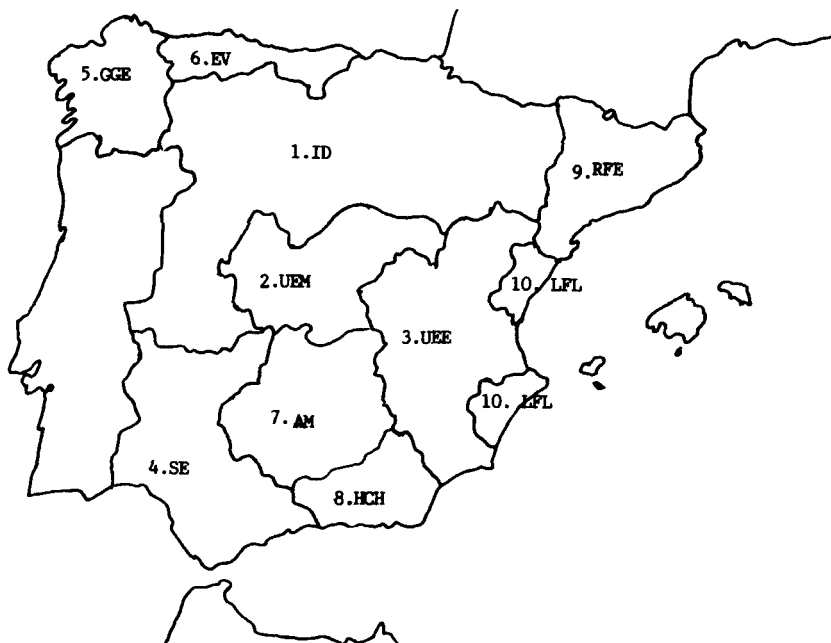 6.EV
5.GGE
1.ID
9.RFE
2.UEM
10. LFL
3.UEE
10. LFL
7.AM
4.SE
8.HCH